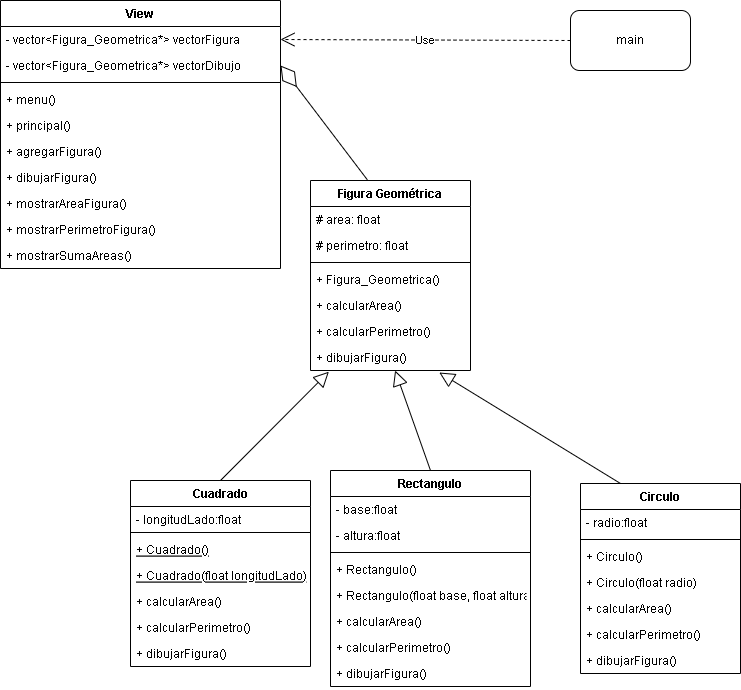 View
- vector<Figura_Geometrica*> vectorFigura
- vector<Figura_Geometrica*> vectorDibujo
+ menu()
+ principal()
+ agregarFigura()
+ dibujarFigura()
+ mostrarAreaFigura()
+ mostrarPerimetroFigura()
+ mostrarSumaAreas()
Use
main
Figura Geométrica
# area: float
# perimetro: float
+ Figura_Geometrica()
+ calcularArea()
+ calcularPerimetro()
+ dibujarFigura()
Cuadrado
- longitudLado:float
+ Cuadrado()
+ Cuadrado(float longitudLado)
+ calcularArea()
+ calcularPerimetro()
+ dibujarFigura()
Rectangulo
- base:float
- altura:float
+ Rectangulo()
+ Rectangulo(float base, float altura
+ calcularArea()
+ calcularPerimetro()
+ dibujarFigura()
Circulo
- radio:float
+ Circulo()
+ Circulo(float radio)
+ calcularArea()
+ calcularPerimetro()
+ dibujarFigura()